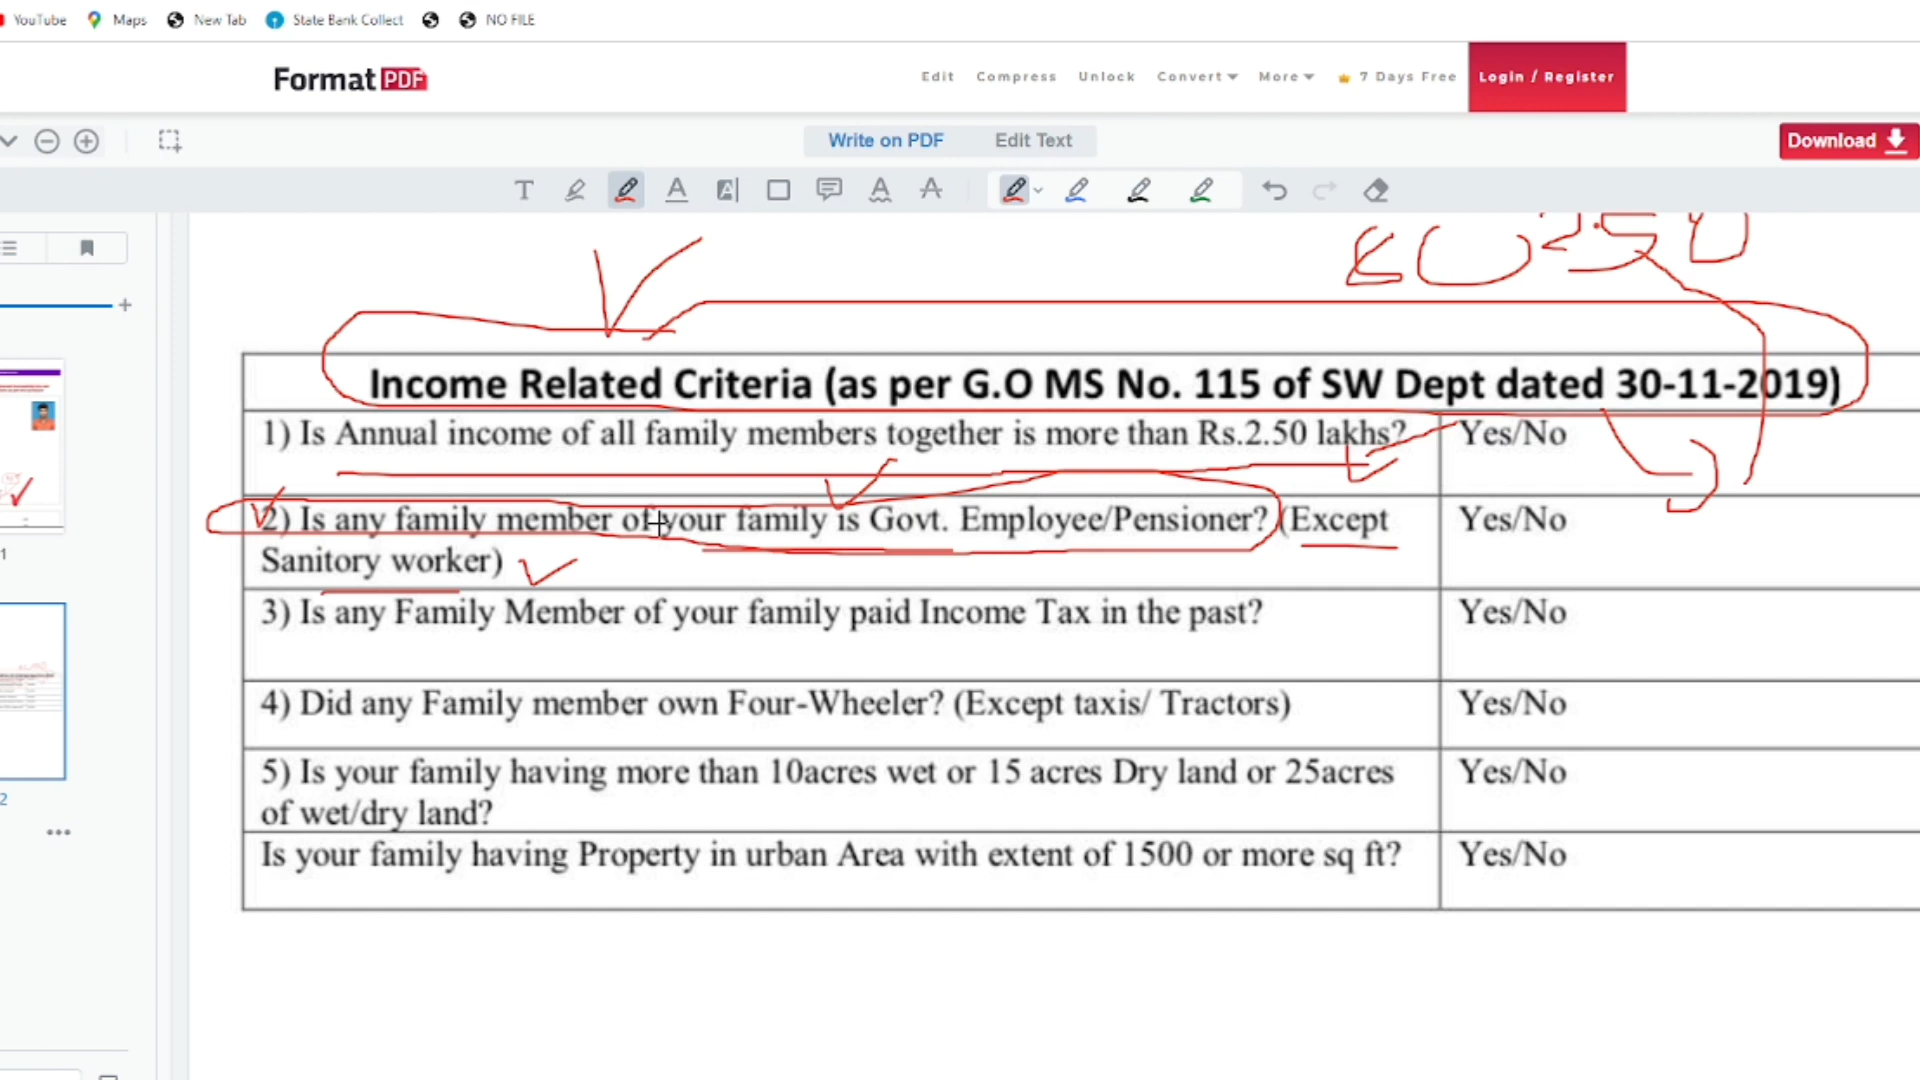 YouTube Maps New Tab State Bank Collect NO FILE
Format PDF Edit Compress Unlock Convert More 7 Days Free Login / Register
Write on PDF Edit Text Download
Income Related Criteria (as per G.O MS No. 115 of SW Dept dated 30-11-2019)
1) Is Annual income of all family members together is more than Rs.2.50 lakhs? Yes/No
2) Is any family member of your family is Govt. Employee/Pensioner? (Except Yes/No
Sanitory worker)
3) Is any Family Member of your family paid Income Tax in the past? Yes/No
4) Did any Family member own Four-Wheeler? (Except taxis/ Tractors) Yes/No
5) Is your family having more than 10acres wet or 15 acres Dry land or 25acres Yes/No
of wet/dry land?
Is your family having Property in urban Area with extent of 1500 or more sq ft? Yes/No
1
2